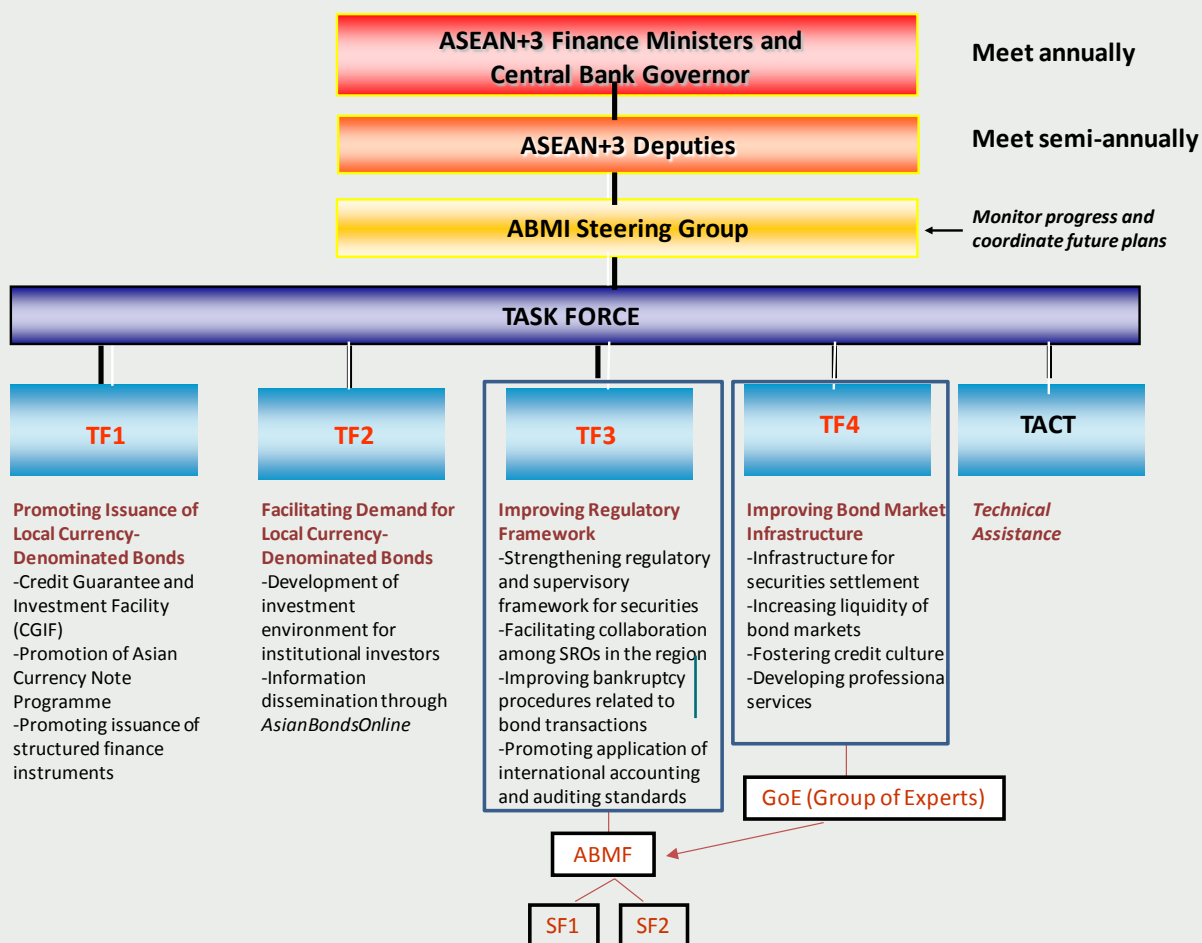 ASEAN+3 Finance Ministers and
Central Bank Governor
Meet annually
ASEAN+3 Deputies
Meet semi-annually
ABMI Steering Group
Monitor progress and
coordinate future plans
TASK FORCE
TF1
TF2
TF3
TF4
TACT
Promoting Issuance of
Local Currency-
Denominated Bonds
-Credit Guarantee and
Investment Facility
(CGIF)
-Promotion of Asian
Currency Note
Programme
-Promoting issuance of
structured finance
instruments
Facilitating Demand for
Local Currency-
Denominated Bonds
-Development of
investment
environment for
institutional investors
-Information
dissemination through
AsianBondsOnline
Improving Regulatory
Framework
-Strengthening regulatory
and supervisory
framework for securities
-Facilitating collaboration
among SROs in the region
-Improving bankruptcy
procedures related to
bond transactions
-Promoting application of
international accounting
and auditing standards
Improving Bond Market
Infrastructure
-Infrastructure for
securities settlement
-Increasing liquidity of
bond markets
-Fostering credit culture
-Developing professiona
services
Technical
Assistance
GoE (Group of Experts)
ABMF
SF1
SF2